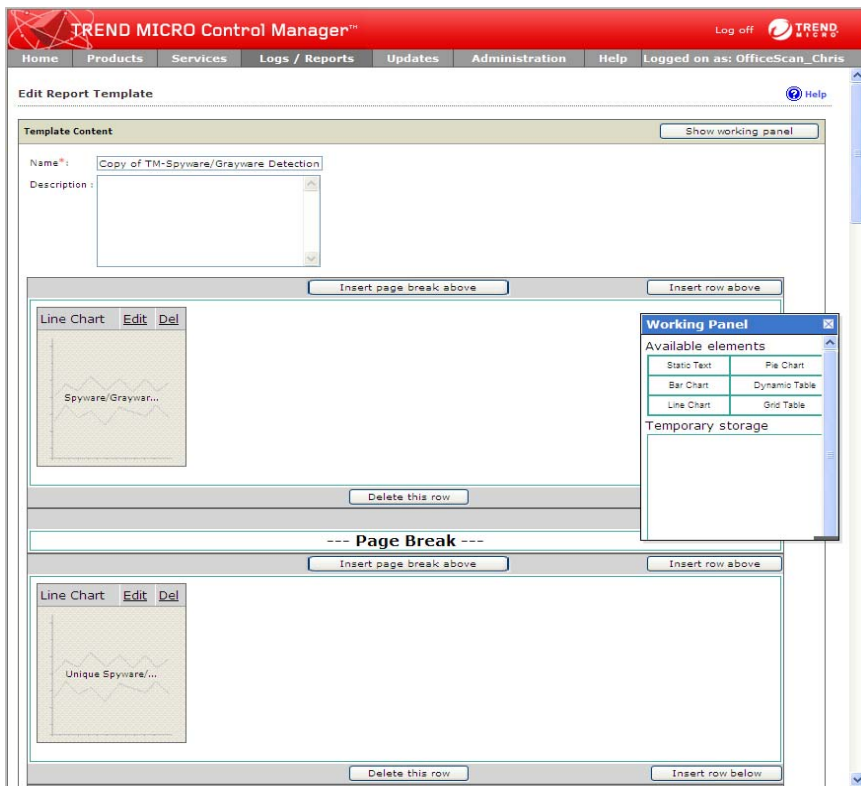 TREND MICRO Control Manager™
Log off
TREND MICRO
Home Products Services Logs / Reports Updates Administration Help Logged on as: OfficeScan_Chris
Edit Report Template
Help
Template Content
Show working panel
Name*:
Copy of TM-Spyware/Grayware Detection
Description :
Insert page break above
Insert row above
Line Chart Edit Del
Spyware/Graywar...
Working Panel
Available elements
Static Text Pie Chart
Bar Chart Dynamic Table
Line Chart Grid Table
Temporary storage
Delete this row
--- Page Break ---
Insert page break above
Insert row above
Line Chart Edit Del
Unique Spyware/...
Delete this row
Insert row below